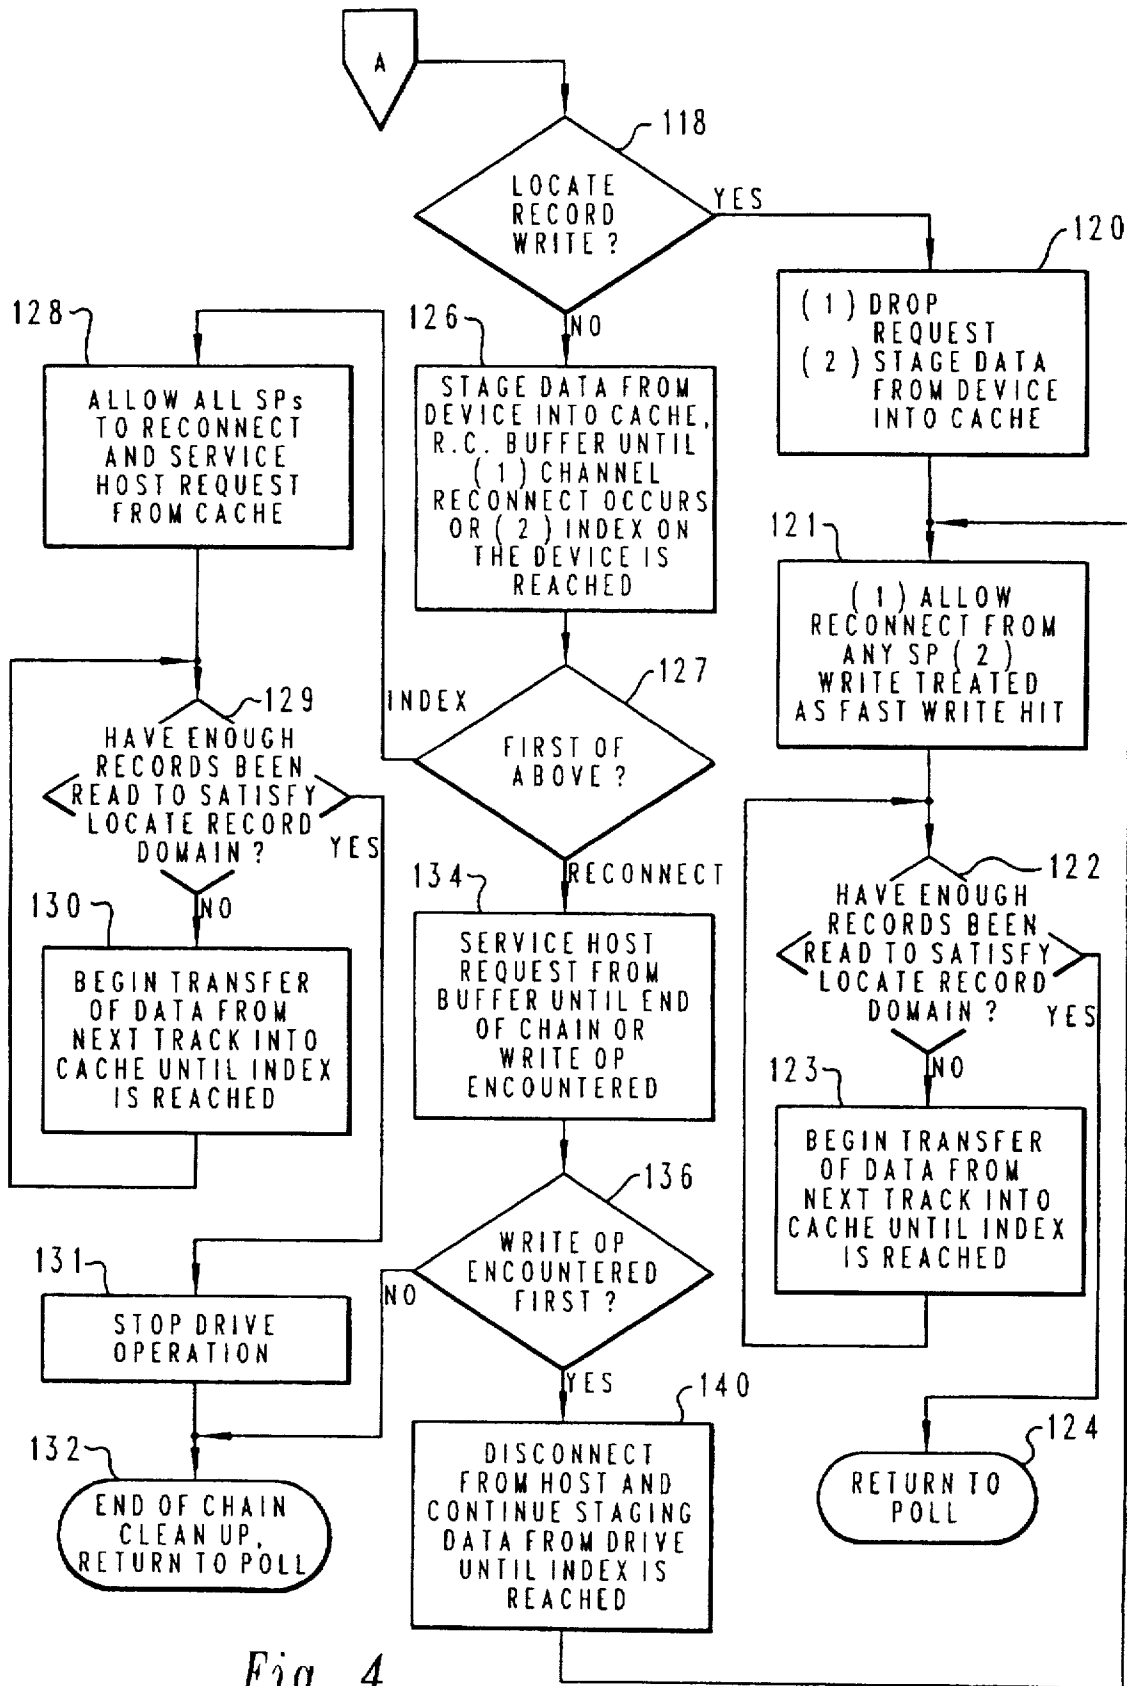 A
118
LOCATE
RECORD
WRITE ?
YES
NO
120
( 1 ) DROP
REQUEST
( 2 ) STAGE DATA
FROM DEVICE
INTO CACHE
128
ALLOW ALL SPs
TO RECONNECT
AND SERVICE
HOST REQUEST
FROM CACHE
126
STAGE DATA FROM
DEVICE INTO CACHE,
R.C. BUFFER UNTIL
( 1 ) CHANNEL
RECONNECT OCCURS
OR ( 2 ) INDEX ON
THE DEVICE IS
REACHED
121
( 1 ) ALLOW
RECONNECT FROM
ANY SP ( 2 )
WRITE TREATED
AS FAST WRITE HIT
127
INDEX
FIRST OF
ABOVE ?
RECONNECT
129
HAVE ENOUGH
RECORDS BEEN
READ TO SATISFY
LOCATE RECORD
DOMAIN ?
YES
NO
122
HAVE ENOUGH
RECORDS BEEN
READ TO SATISFY
LOCATE RECORD
DOMAIN ?
YES
NO
130
BEGIN TRANSFER
OF DATA FROM
NEXT TRACK INTO
CACHE UNTIL INDEX
IS REACHED
134
SERVICE HOST
REQUEST FROM
BUFFER UNTIL END
OF CHAIN OR
WRITE OP
ENCOUNTERED
123
BEGIN TRANSFER
OF DATA FROM
NEXT TRACK INTO
CACHE UNTIL INDEX
IS REACHED
136
WRITE OP
ENCOUNTERED
FIRST ?
NO
YES
131
STOP DRIVE
OPERATION
132
END OF CHAIN
CLEAN UP,
RETURN TO POLL
140
DISCONNECT
FROM HOST AND
CONTINUE STAGING
DATA FROM DRIVE
UNTIL INDEX IS
REACHED
124
RETURN TO
POLL
Fig. 4